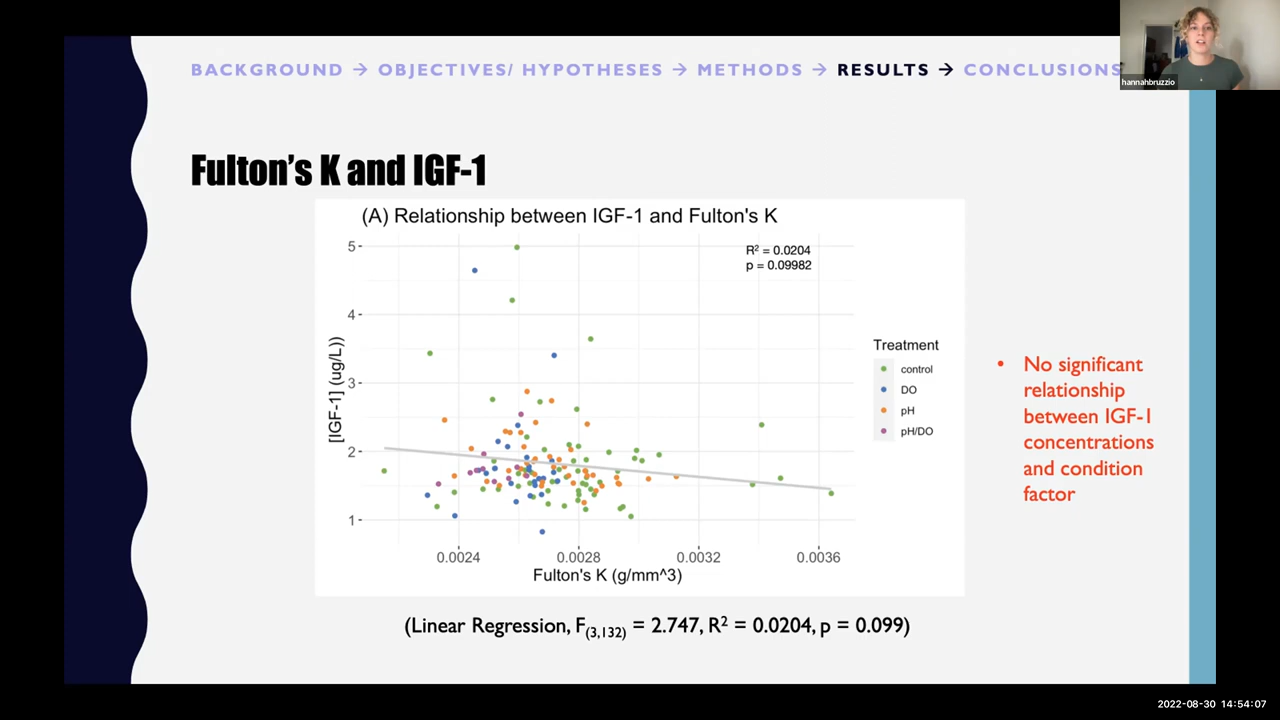 BACKGROUND → OBJECTIVES/ HYPOTHESES → METHODS → RESULTS → CONCLUSIONS
hannahbruzzio
Fulton's K and IGF-1
(A) Relationship between IGF-1 and Fulton's K
R² = 0.0204
p = 0.09982
5
4
3
2
1
[IGF-1] (ug/L))
0.0024 0.0028 0.0032 0.0036
Fulton's K (g/mm^3)
Treatment
control
DO
pH
pH/DO
• No significant
relationship
between IGF-1
concentrations
and condition
factor
(Linear Regression, F(3,132) = 2.747, R² = 0.0204, p = 0.099)
2022-08-30 14:54:07